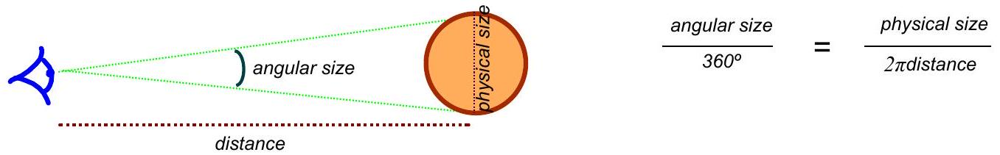 angular size
physical size
distance
angular size
360º
=
physical size
2πdistance